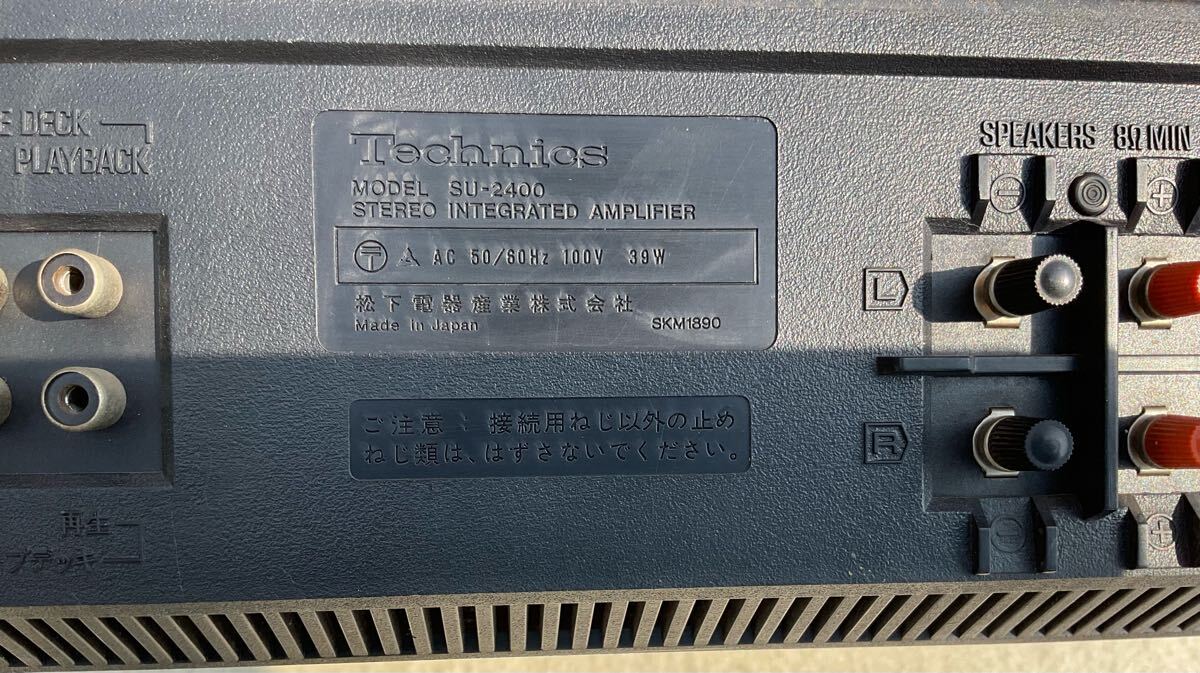 E DECK
PLAYBACK
Technics
MODEL SU-2400
STEREO INTEGRATED AMPLIFIER
AC 50/60Hz 100V 39W
松下電器産業株式会社
Made in Japan SKM1890
ご注意：接続用ねじ以外の止め
ねじ類は、はずさないでください。
SPEAKERS 8ΩMIN
L
R
再生
プデッキ